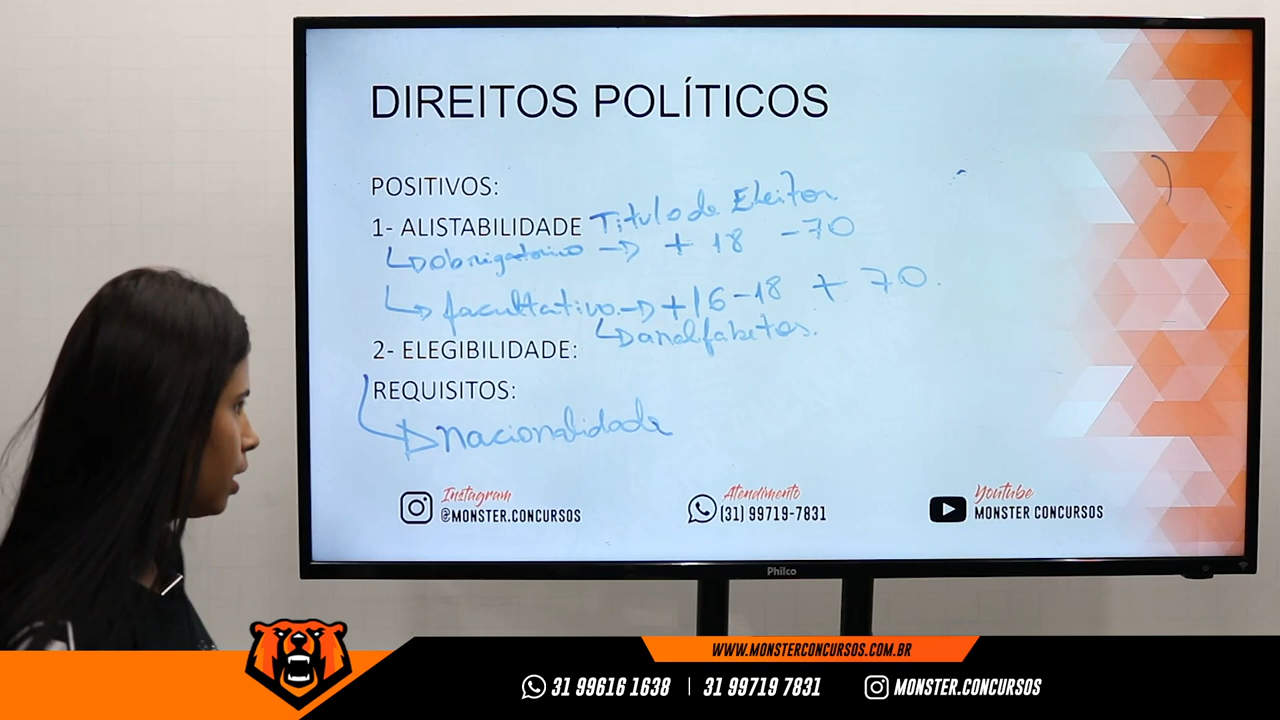 DIREITOS POLÍTICOS
POSITIVOS:
1- ALISTABILIDADE Titulo de Eleitor
obrigatorio → + 18 - 70
facultativo → + 16 - 18 + 70.
analfabetos.
2- ELEGIBILIDADE:
REQUISITOS:
nacionalidade
Instagram
@MONSTER.CONCURSOS
Atendimento
(31) 99719-7831
Youtube
MONSTER CONCURSOS
Philco
WWW.MONSTERCONCURSOS.COM.BR
31 99616 1638 | 31 99719 7831 MONSTER.CONCURSOS